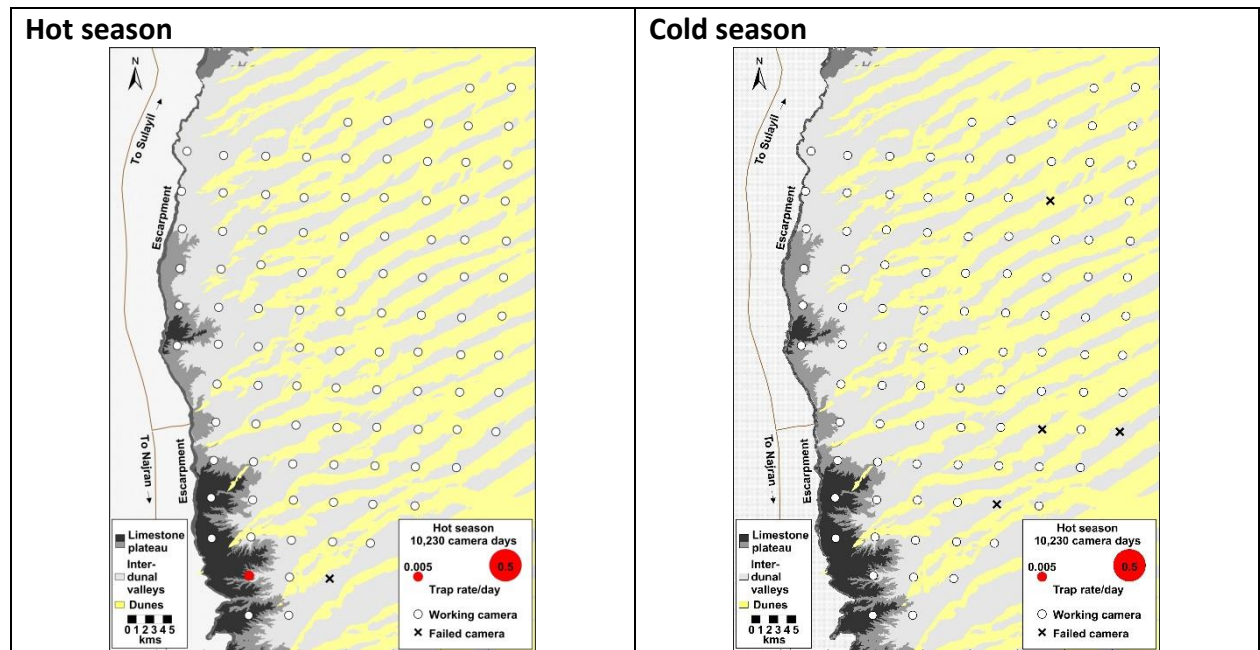 Hot season
N
To Sulayil
Escarpment
To Najran
Escarpment
Limestone
plateau
Inter-
dunal
valleys
Dunes
0 1 2 3 4 5
kms
Hot season
10,230 camera days
0.005
0.5
Trap rate/day
Working camera
Failed camera
Cold season
N
To Sulayil
Escarpment
To Najran
Escarpment
Limestone
plateau
Inter-
dunal
valleys
Dunes
0 1 2 3 4 5
kms
Hot season
10,230 camera days
0.005
0.5
Trap rate/day
Working camera
Failed camera